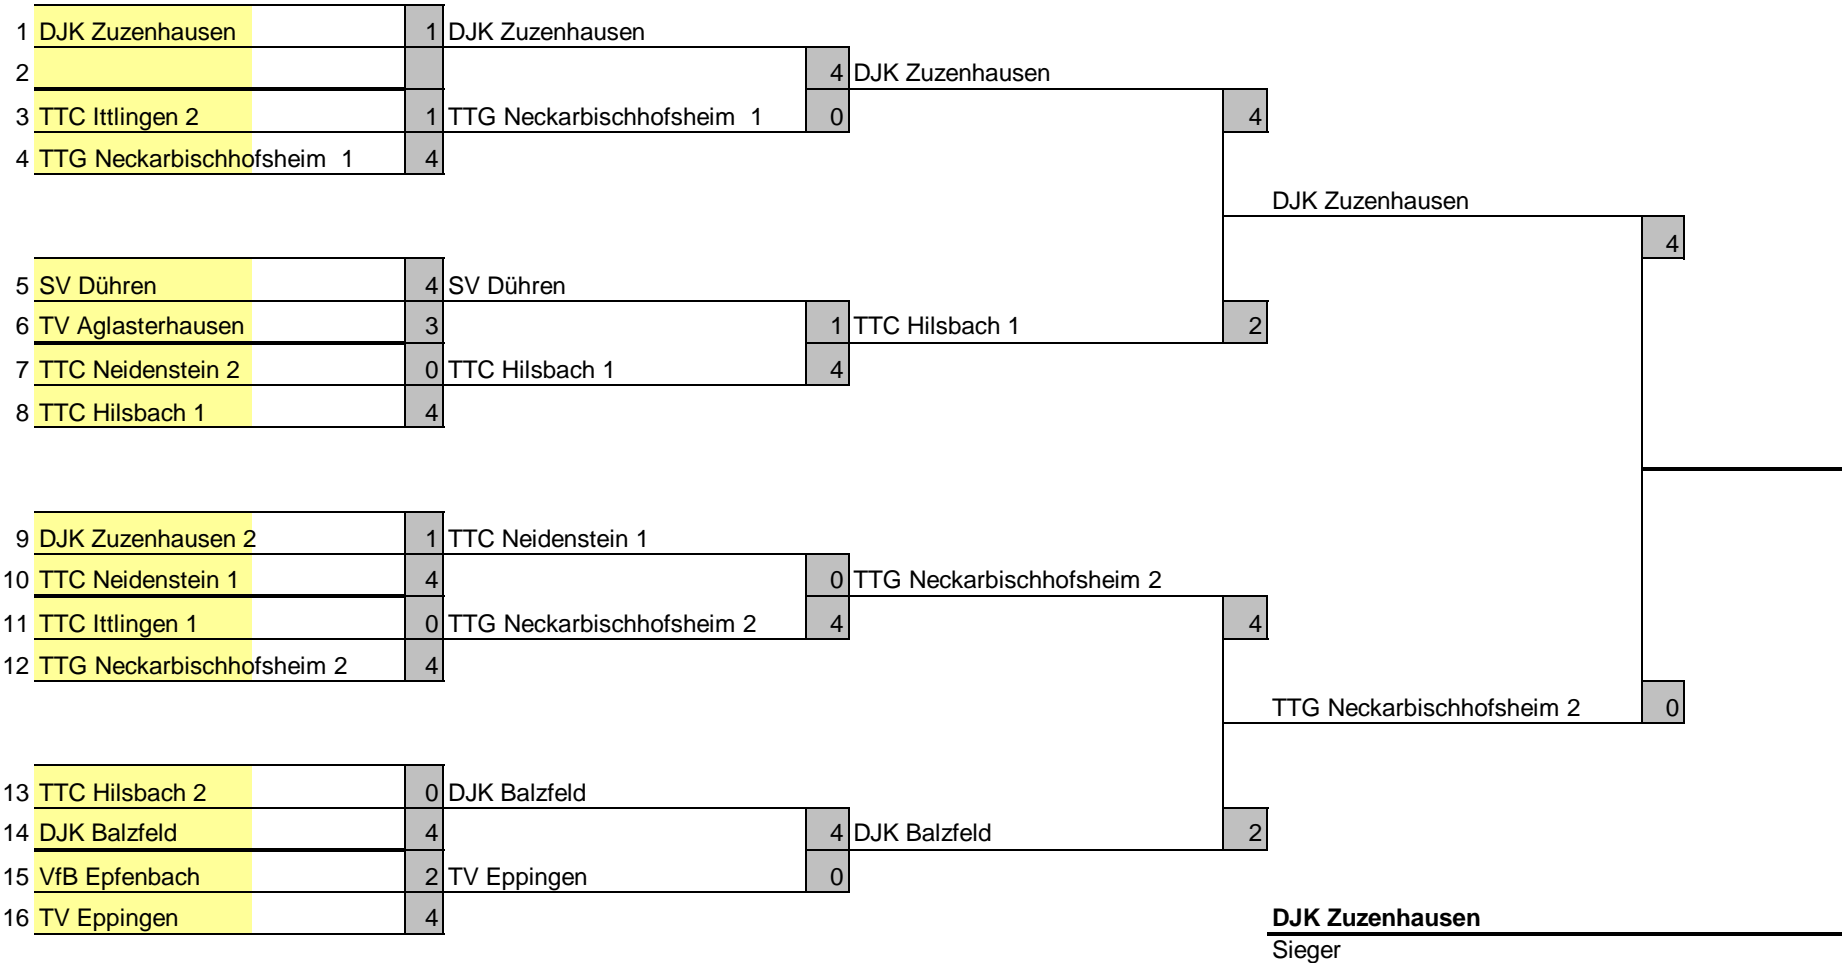 1 DJK Zuzenhausen 1 DJK Zuzenhausen
2 4 DJK Zuzenhausen
3 TTC Ittlingen 2 1 TTG Neckarbischhofsheim 1 0 4
4 TTG Neckarbischhofsheim 1 4
DJK Zuzenhausen
4
5 SV Dühren 4 SV Dühren
6 TV Aglasterhausen 3 1 TTC Hilsbach 1 2
7 TTC Neidenstein 2 0 TTC Hilsbach 1 4
8 TTC Hilsbach 1 4
9 DJK Zuzenhausen 2 1 TTC Neidenstein 1
10 TTC Neidenstein 1 4 0 TTG Neckarbischhofsheim 2
11 TTC Ittlingen 1 0 TTG Neckarbischhofsheim 2 4 4
12 TTG Neckarbischhofsheim 2 4
TTG Neckarbischhofsheim 2 0
13 TTC Hilsbach 2 0 DJK Balzfeld
14 DJK Balzfeld 4 4 DJK Balzfeld 2
15 VfB Epfenbach 2 TV Eppingen 0
16 TV Eppingen 4 DJK Zuzenhausen
Sieger